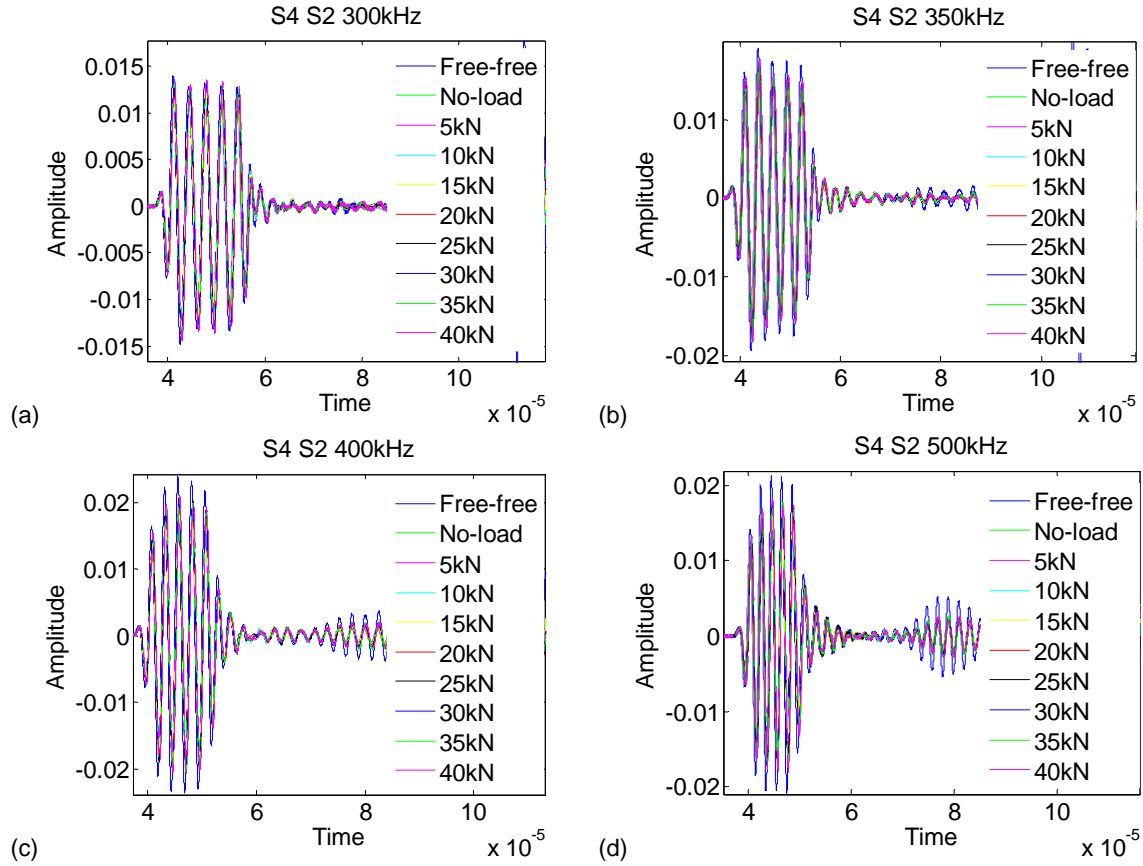 S4 S2 300kHz
0.015
0.01
0.005
0
-0.005
-0.01
-0.015
Amplitude
4 6 8 10
Time
x 10-5
Free-free
No-load
5kN
10kN
15kN
20kN
25kN
30kN
35kN
40kN
(a)
S4 S2 350kHz
0.01
0
-0.01
-0.02
Amplitude
4 6 8 10
Time
x 10-5
Free-free
No-load
5kN
10kN
15kN
20kN
25kN
30kN
35kN
40kN
(b)
S4 S2 400kHz
0.02
0.01
0
-0.01
-0.02
Amplitude
4 6 8 10
Time
x 10-5
Free-free
No-load
5kN
10kN
15kN
20kN
25kN
30kN
35kN
40kN
(c)
S4 S2 500kHz
0.02
0.01
0
-0.01
-0.02
Amplitude
4 6 8 10
Time
x 10-5
Free-free
No-load
5kN
10kN
15kN
20kN
25kN
30kN
35kN
40kN
(d)